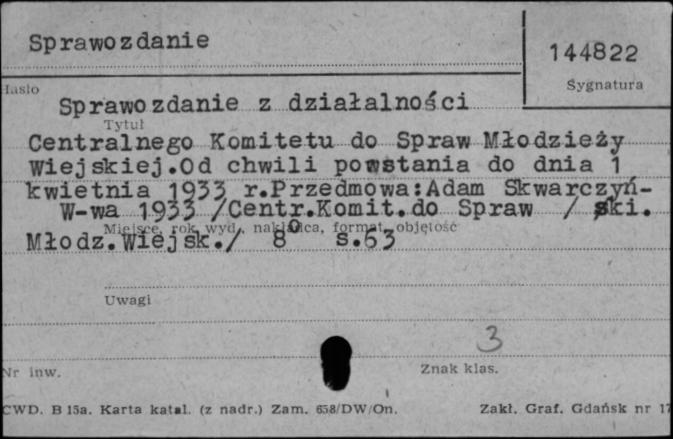 Sprawozdanie
144822
Hasło
Sygnatura
Sprawozdanie z działalności
Tytuł
Centralnego Komitetu do Spraw Młodzieży
Wiejskiej.Od chwili powstania do dnia 1
kwietnia 1933 r.Przedmowa:Adam Skwarczyń-
W-wa 1933 /Centr.Komit.do Spraw / ski.
Miejsce, rok wyd., nakładca, format, objętość
Młodz.Wiejsk./ 8° s.63
Uwagi
3
Nr inw.
Znak klas.
CWD. B 15a. Karta katal. (z nadr.) Zam. 658/DW/On.
Zakł. Graf. Gdańsk nr 17